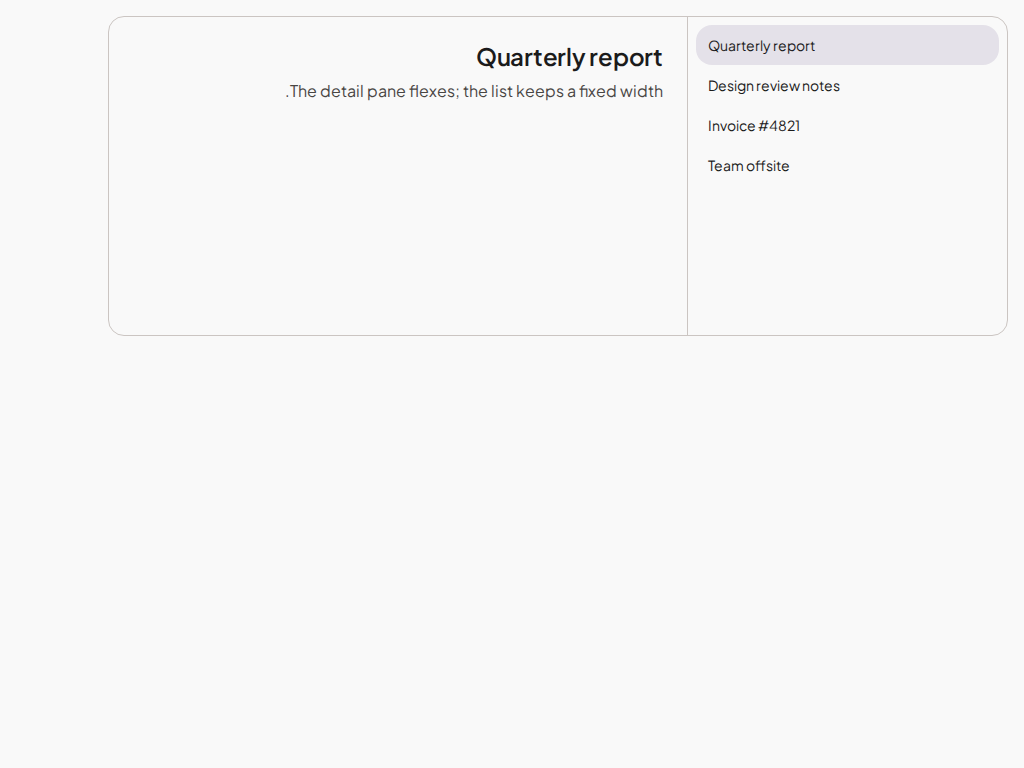 Quarterly report
Design review notes
Invoice #4821
Team offsite
Quarterly report
.The detail pane flexes; the list keeps a fixed width